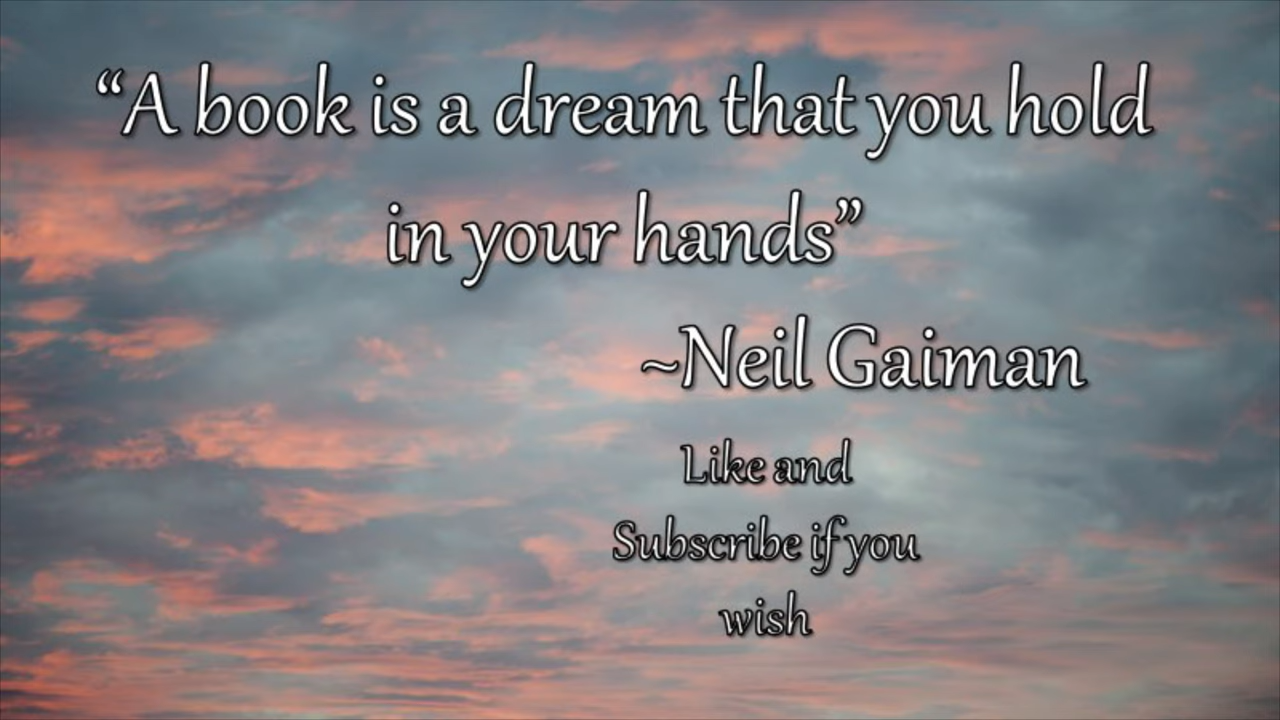 “A book is a dream that you hold
in your hands”
~Neil Gaiman
Like and
Subscribe if you
wish